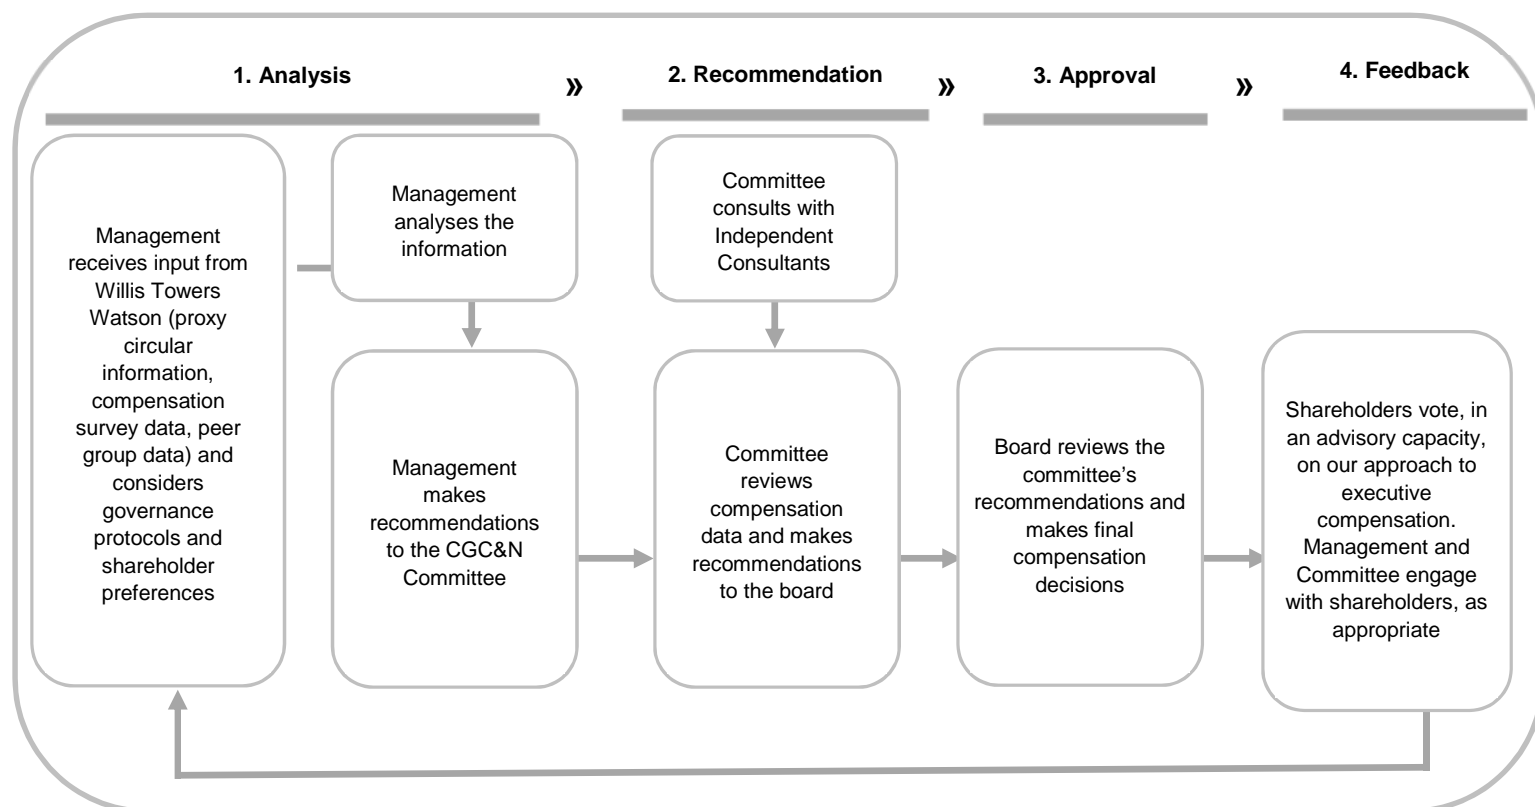 1. Analysis
»
2. Recommendation
»
3. Approval
»
4. Feedback
Management
receives input from
Willis Towers
Watson (proxy
circular
information,
compensation
survey data, peer
group data) and
considers
governance
protocols and
shareholder
preferences
Management
analyses the
information
Management
makes
recommendations
to the CGC&N
Committee
Committee
consults with
Independent
Consultants
Committee
reviews
compensation
data and makes
recommendations
to the board
Board reviews the
committee’s
recommendations and
makes final
compensation
decisions
Shareholders vote, in
an advisory capacity,
on our approach to
executive
compensation.
Management and
Committee engage
with shareholders, as
appropriate